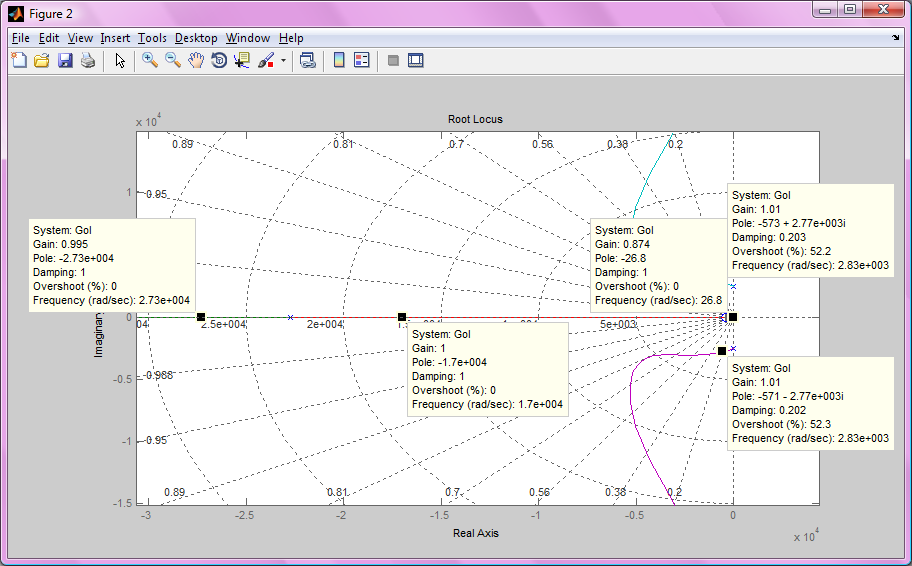 Figure 2
File Edit View Insert Tools Desktop Window Help
Root Locus
x 10^4
0.89 0.81 0.7 0.56 0.38 0.2
1
0.95
System: Gol
Gain: 1.01
Pole: -573 + 2.77e+003i
Damping: 0.203
Overshoot (%): 52.2
Frequency (rad/sec): 2.83e+003
System: Gol
Gain: 0.995
Pole: -2.73e+004
Damping: 1
Overshoot (%): 0
Frequency (rad/sec): 2.73e+004
System: Gol
Gain: 0.874
Pole: -26.8
Damping: 1
Overshoot (%): 0
Frequency (rad/sec): 26.8
0
04 2.5e+004 2e+004 5e+003
Imaginary
System: Gol
Gain: 1
Pole: -1.7e+004
Damping: 1
Overshoot (%): 0
Frequency (rad/sec): 1.7e+004
System: Gol
Gain: 1.01
Pole: -571 - 2.77e+003i
Damping: 0.202
Overshoot (%): 52.3
Frequency (rad/sec): 2.83e+003
-0.5
0.988
-1
0.95
0.89 0.81 0.7 0.56 0.38 0.2
-1.5
-3 -2.5 -2 -1.5 -1 -0.5 0
Real Axis
x 10^4